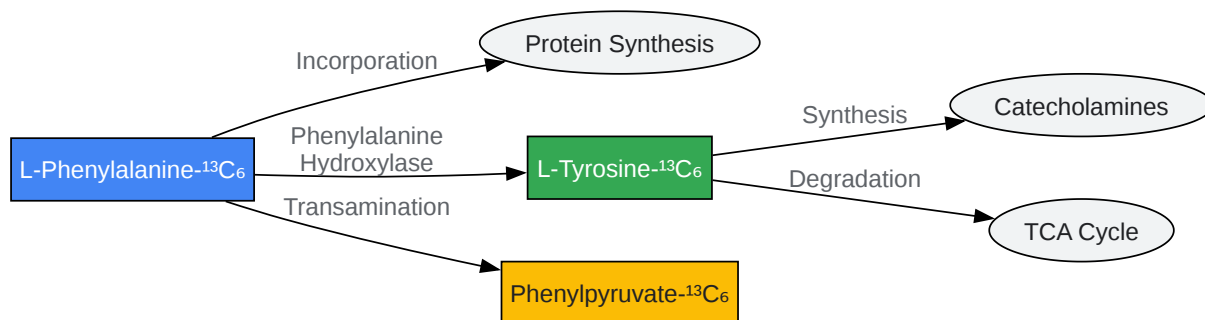 Protein Synthesis
Incorporation
Catecholamines
Synthesis
Phenylalanine
Hydroxylase
L-Phenylalanine-¹³C₆
L-Tyrosine-¹³C₆
Degradation
Transamination
TCA Cycle
Phenylpyruvate-¹³C₆